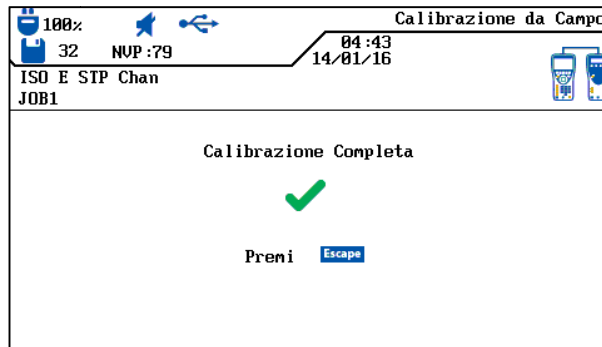 100% Calibrazione da Campo
32 NVP:79 04:43
14/01/16
ISO E STP Chan
JOB1
Calibrazione Completa
Premi Escape